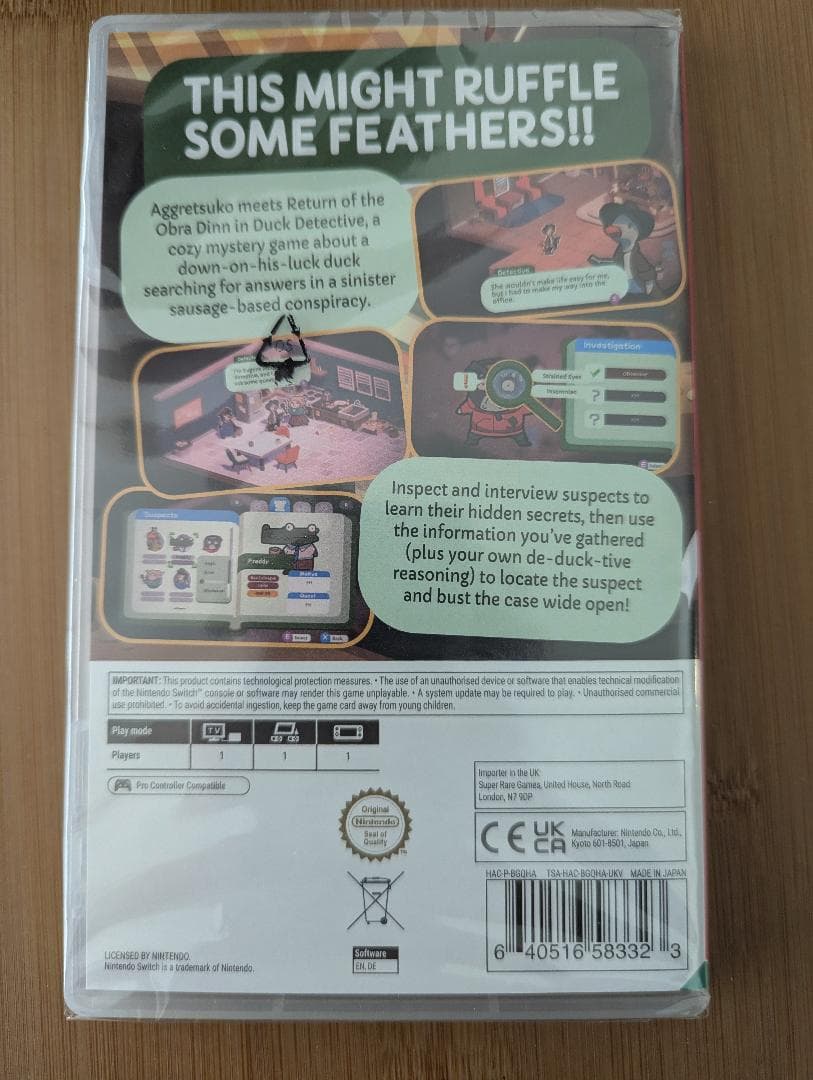 THIS MIGHT RUFFLE
SOME FEATHERS!!
Aggretsuko meets Return of the
Obra Dinn in Duck Detective, a
cozy mystery game about a
down-on-his-luck duck
searching for answers in a sinister
sausage-based conspiracy.
Detective
She wouldn't make life easy for me,
but I had to make my way into the
office.
Investigation
Strained Eyes
Insomniac
?
?
Suspects
Freddy
Select
Back
Inspect and interview suspects to
learn their hidden secrets, then use
the information you've gathered
(plus your own de-duck-tive
reasoning) to locate the suspect
and bust the case wide open!
IMPORTANT: This product contains technological protection measures. • The use of an unauthorised device or software that enables technical modification
of the Nintendo Switch™ console or software may render this game unplayable. • A system update may be required to play. • Unauthorised commercial
use prohibited. • To avoid accidental ingestion, keep the game card away from young children.
Play mode
TV
Players 1 1 1
Pro Controller Compatible
Importer in the UK:
Super Rare Games, United House, North Road
London, N7 9DP
Original
Nintendo
Seal of
Quality
TM
CE UK
CA
Manufacturer: Nintendo Co., Ltd.,
Kyoto 601-8501, Japan
HAC-P-BGQHA TSA-HAC-BGQHA-UKV MADE IN JAPAN
6 40516 58332 3
LICENSED BY NINTENDO.
Nintendo Switch is a trademark of Nintendo.
Software
EN, DE